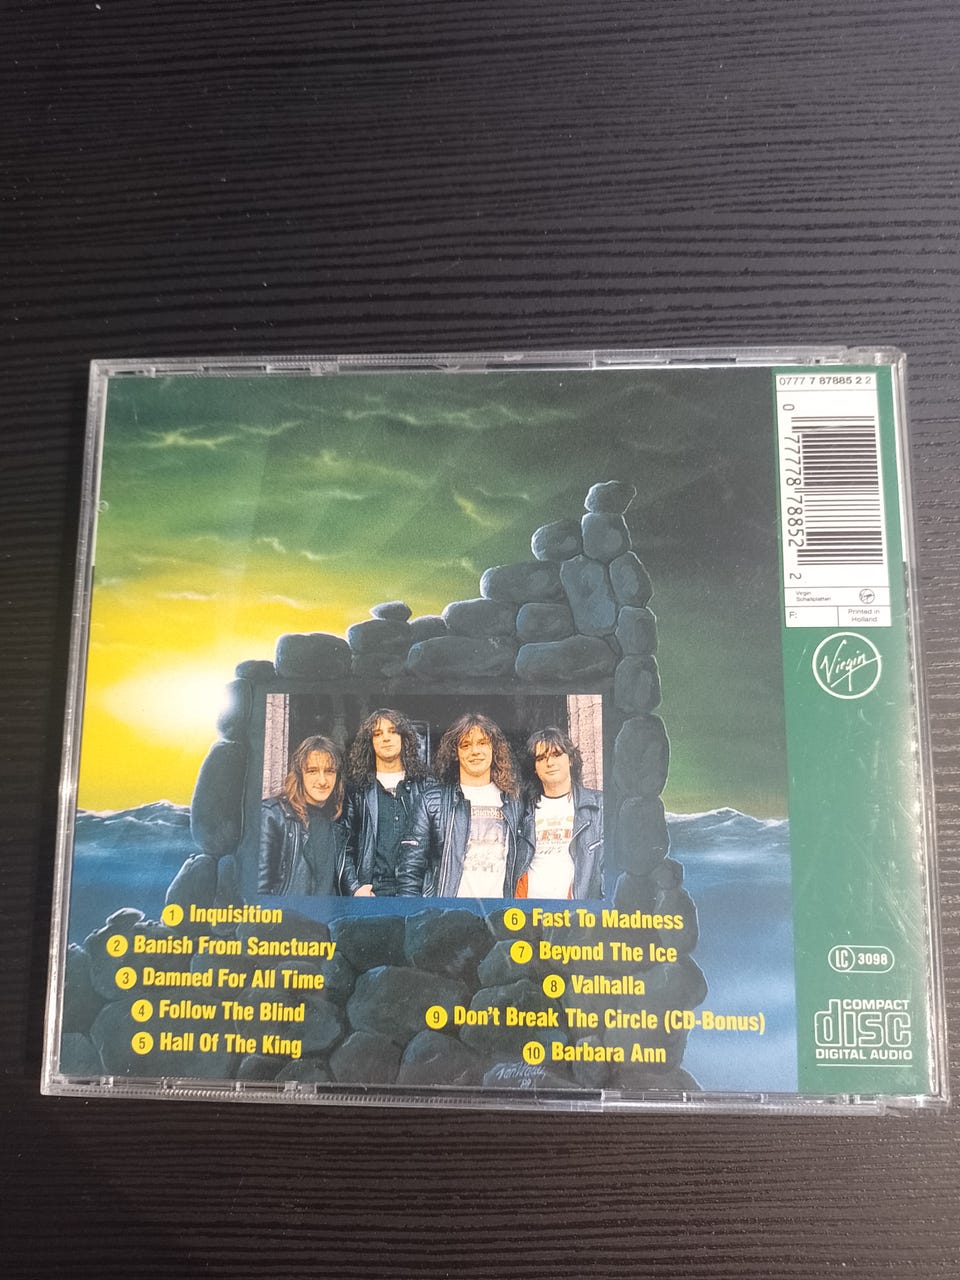 0777 7 87885 2 2
0 77778 78852 2
Virgin
Schallplatten
Virgin
F:
Printed in
Holland
Virgin
1 Inquisition
2 Banish From Sanctuary
3 Damned For All Time
4 Follow The Blind
5 Hall Of The King
6 Fast To Madness
7 Beyond The Ice
8 Valhalla
9 Don't Break The Circle (CD-Bonus)
10 Barbara Ann
LC 3098
COMPACT
disc
DIGITAL AUDIO